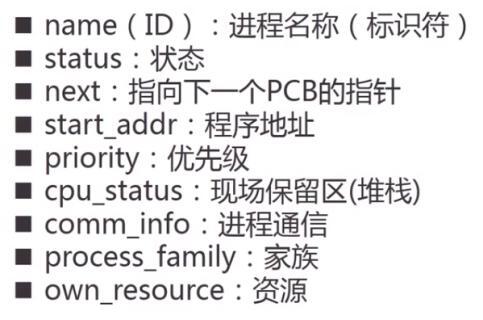 ■ name（ID）：进程名称（标识符）
■ status：状态
■ next：指向下一个PCB的指针
■ start_addr：程序地址
■ priority：优先级
■ cpu_status：现场保留区(堆栈)
■ comm_info：进程通信
■ process_family：家族
■ own_resource：资源